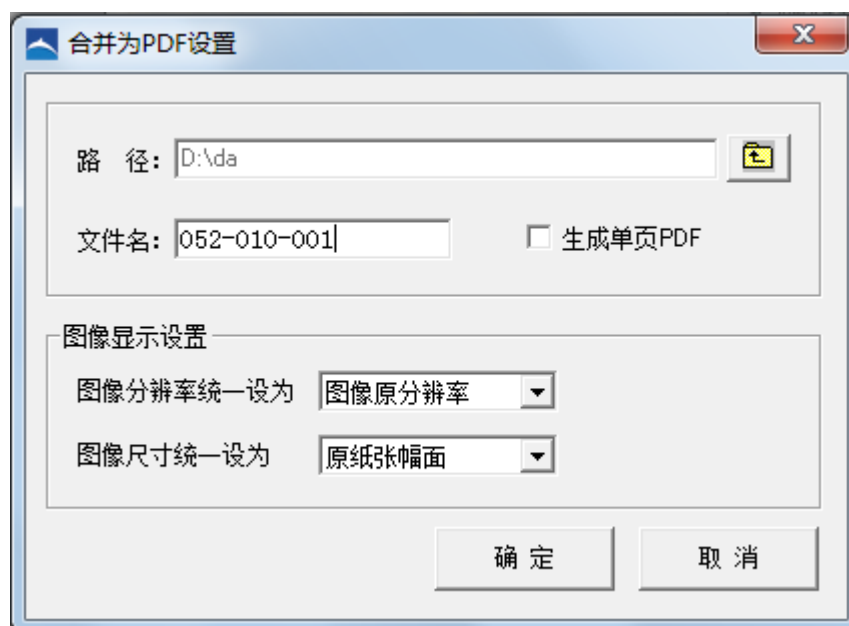 合并为PDF设置
路 径： D:\da
文件名： 052-010-001 生成单页PDF
图像显示设置
图像分辨率统一设为 图像原分辨率
图像尺寸统一设为 原纸张幅面
确 定 取 消